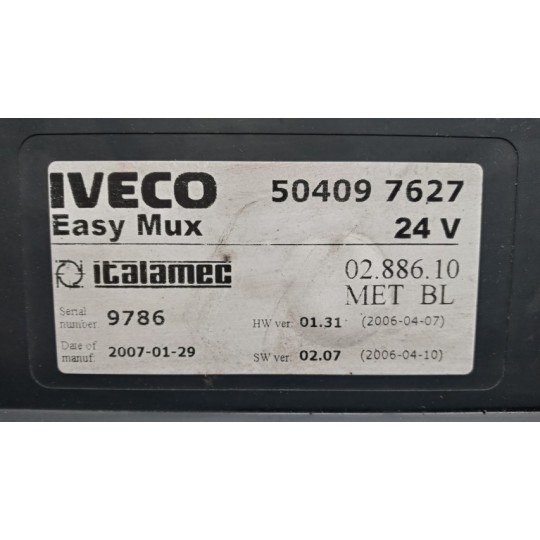 IVECO 50409 7627
Easy Mux 24 V
italamec 02.886.10
MET BL
Serial number: 9786 HW ver: 01.31 (2006-04-07)
Date of manuf: 2007-01-29 SW ver: 02.07 (2006-04-10)